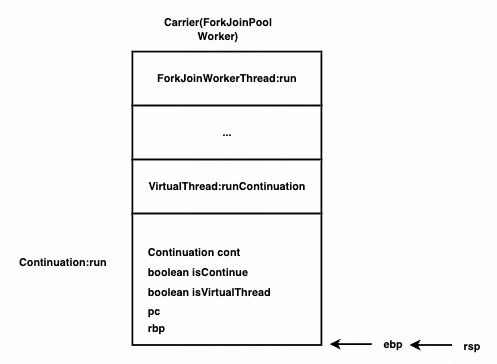 Carrier(ForkJoinPool
Worker)
ForkJoinWorkerThread:run
...
VirtualThread:runContinuation
Continuation:run
Continuation cont
boolean isContinue
boolean isVirtualThread
pc
rbp
ebp
rsp